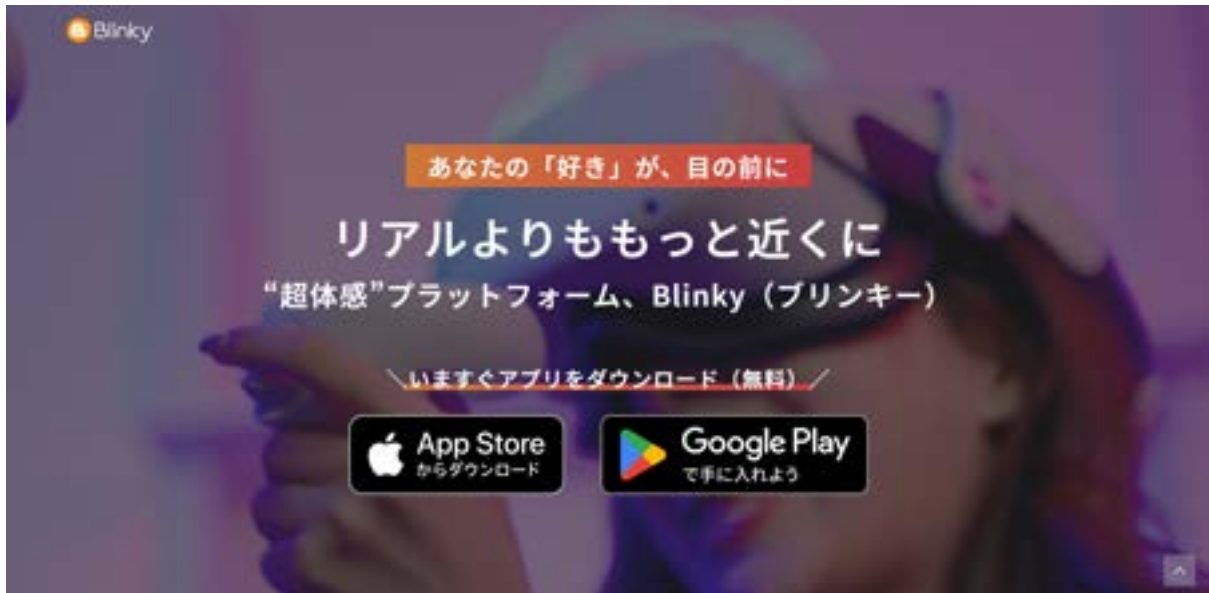 Blinky
あなたの「好き」が、目の前に
リアルよりももっと近くに
“超体感”プラットフォーム、Blinky（ブリンキー）
＼いますぐアプリをダウンロード（無料）／
App Store
からダウンロード
Google Play
で手に入れよう